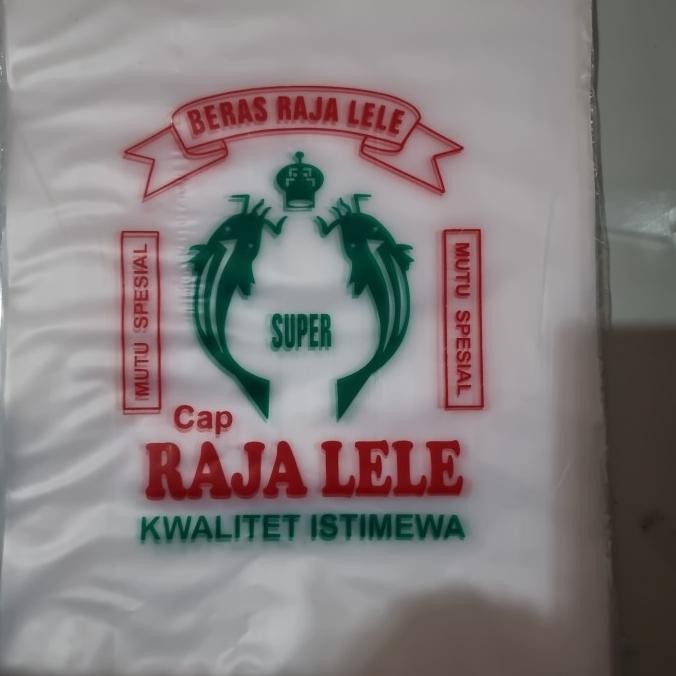 BERAS RAJA LELE
MUTU SPESIAL
SUPER
MUTU SPESIAL
Cap
RAJA LELE
KWALITET ISTIMEWA